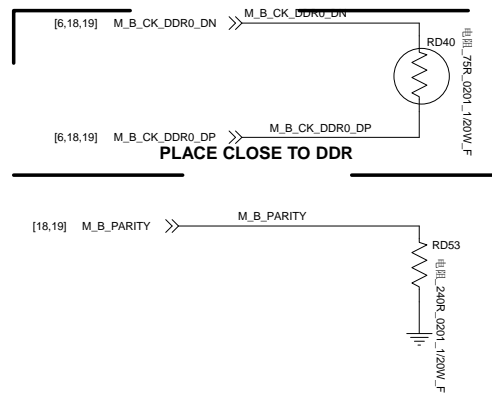 [6,18,19] M_B_CK_DDR0_DN M_B_CK_DDR0_DN
RD40
电阻_75R_0201_1/20W_F
[6,18,19] M_B_CK_DDR0_DP M_B_CK_DDR0_DP
PLACE CLOSE TO DDR
[18,19] M_B_PARITY M_B_PARITY
RD53
电阻_240R_0201_1/20W_F